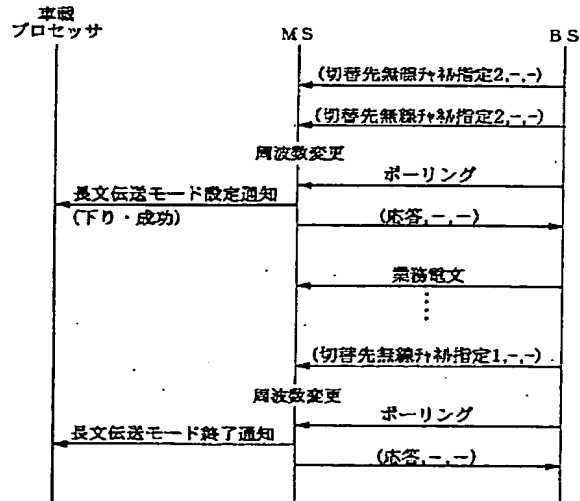 車載
プロセッサ
MS
BS
(切替先無線チャネル指定2,-,-)
(切替先無線チャネル指定2,-,-)
周波数変更
ポーリング
長文伝送モード設定通知
(下り・成功)
(応答,-,-)
業務電文
(切替先無線チャネル指定1,-,-)
周波数変更
ポーリング
長文伝送モード終了通知
(応答,-,-)